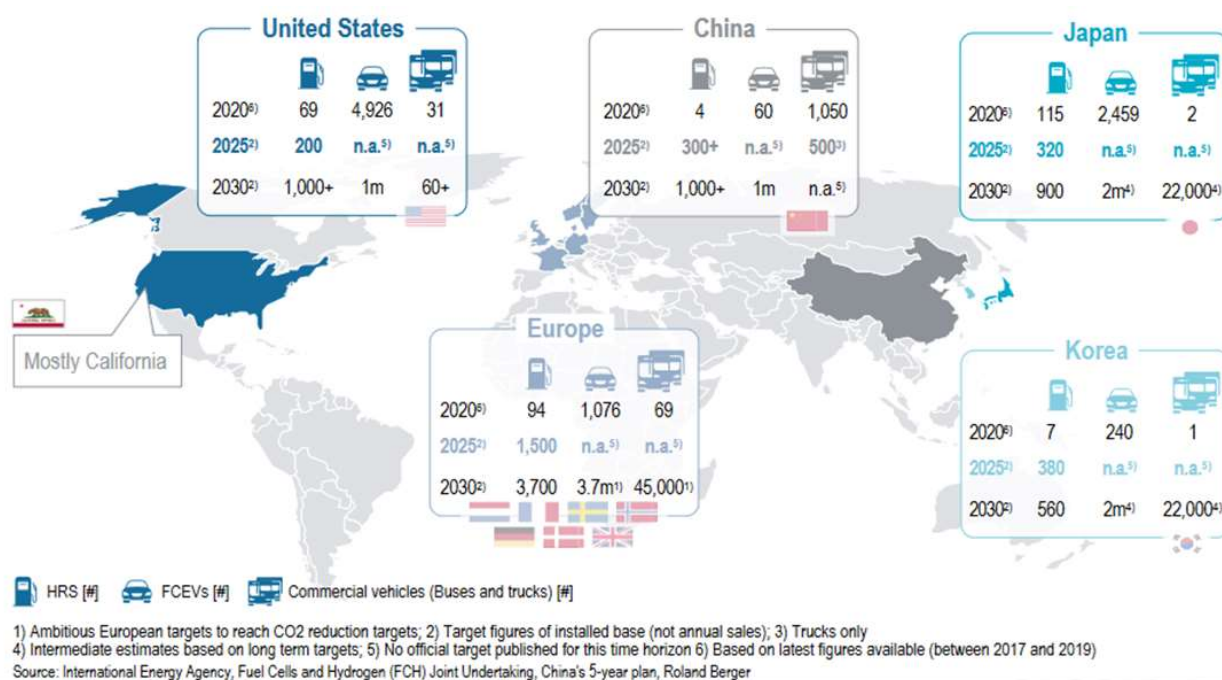 United States
2020⁶⁾ 69 4,926 31
2025²⁾ 200 n.a.⁵⁾ n.a.⁵⁾
2030²⁾ 1,000+ 1m 60+
China
2020⁶⁾ 4 60 1,050
2025²⁾ 300+ n.a.⁵⁾ 500³⁾
2030²⁾ 1,000+ 1m n.a.⁵⁾
Japan
2020⁶⁾ 115 2,459 2
2025²⁾ 320 n.a.⁵⁾ n.a.⁵⁾
2030²⁾ 900 2m⁴⁾ 22,000⁴⁾
Mostly California
Europe
2020⁶⁾ 94 1,076 69
2025²⁾ 1,500 n.a.⁵⁾ n.a.⁵⁾
2030²⁾ 3,700 3.7m¹⁾ 45,000¹⁾
Korea
2020⁶⁾ 7 240 1
2025²⁾ 380 n.a.⁵⁾ n.a.⁵⁾
2030²⁾ 560 2m⁴⁾ 22,000⁴⁾
HRS [#] FCEVs [#] Commercial vehicles (Buses and trucks) [#]
1) Ambitious European targets to reach CO2 reduction targets; 2) Target figures of installed base (not annual sales); 3) Trucks only
4) Intermediate estimates based on long term targets; 5) No official target published for this time horizon 6) Based on latest figures available (between 2017 and 2019)
Source: International Energy Agency, Fuel Cells and Hydrogen (FCH) Joint Undertaking, China's 5-year plan, Roland Berger